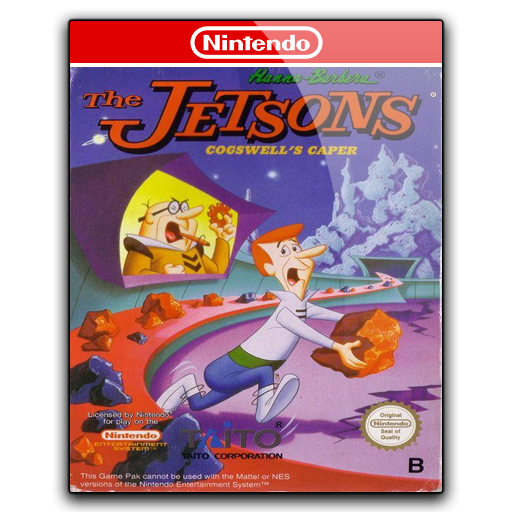 Nintendo
Hanna-Barbera®
The JETSONS®
COGSWELL'S CAPER
Licensed by Nintendo™
for play on the
Nintendo
ENTERTAINMENT
SYSTEM™
TAITO®
TAITO CORPORATION
Original
Nintendo
Seal of
Quality
B
This Game Pak cannot be used with the Mattel or NES
versions of the Nintendo Entertainment System™